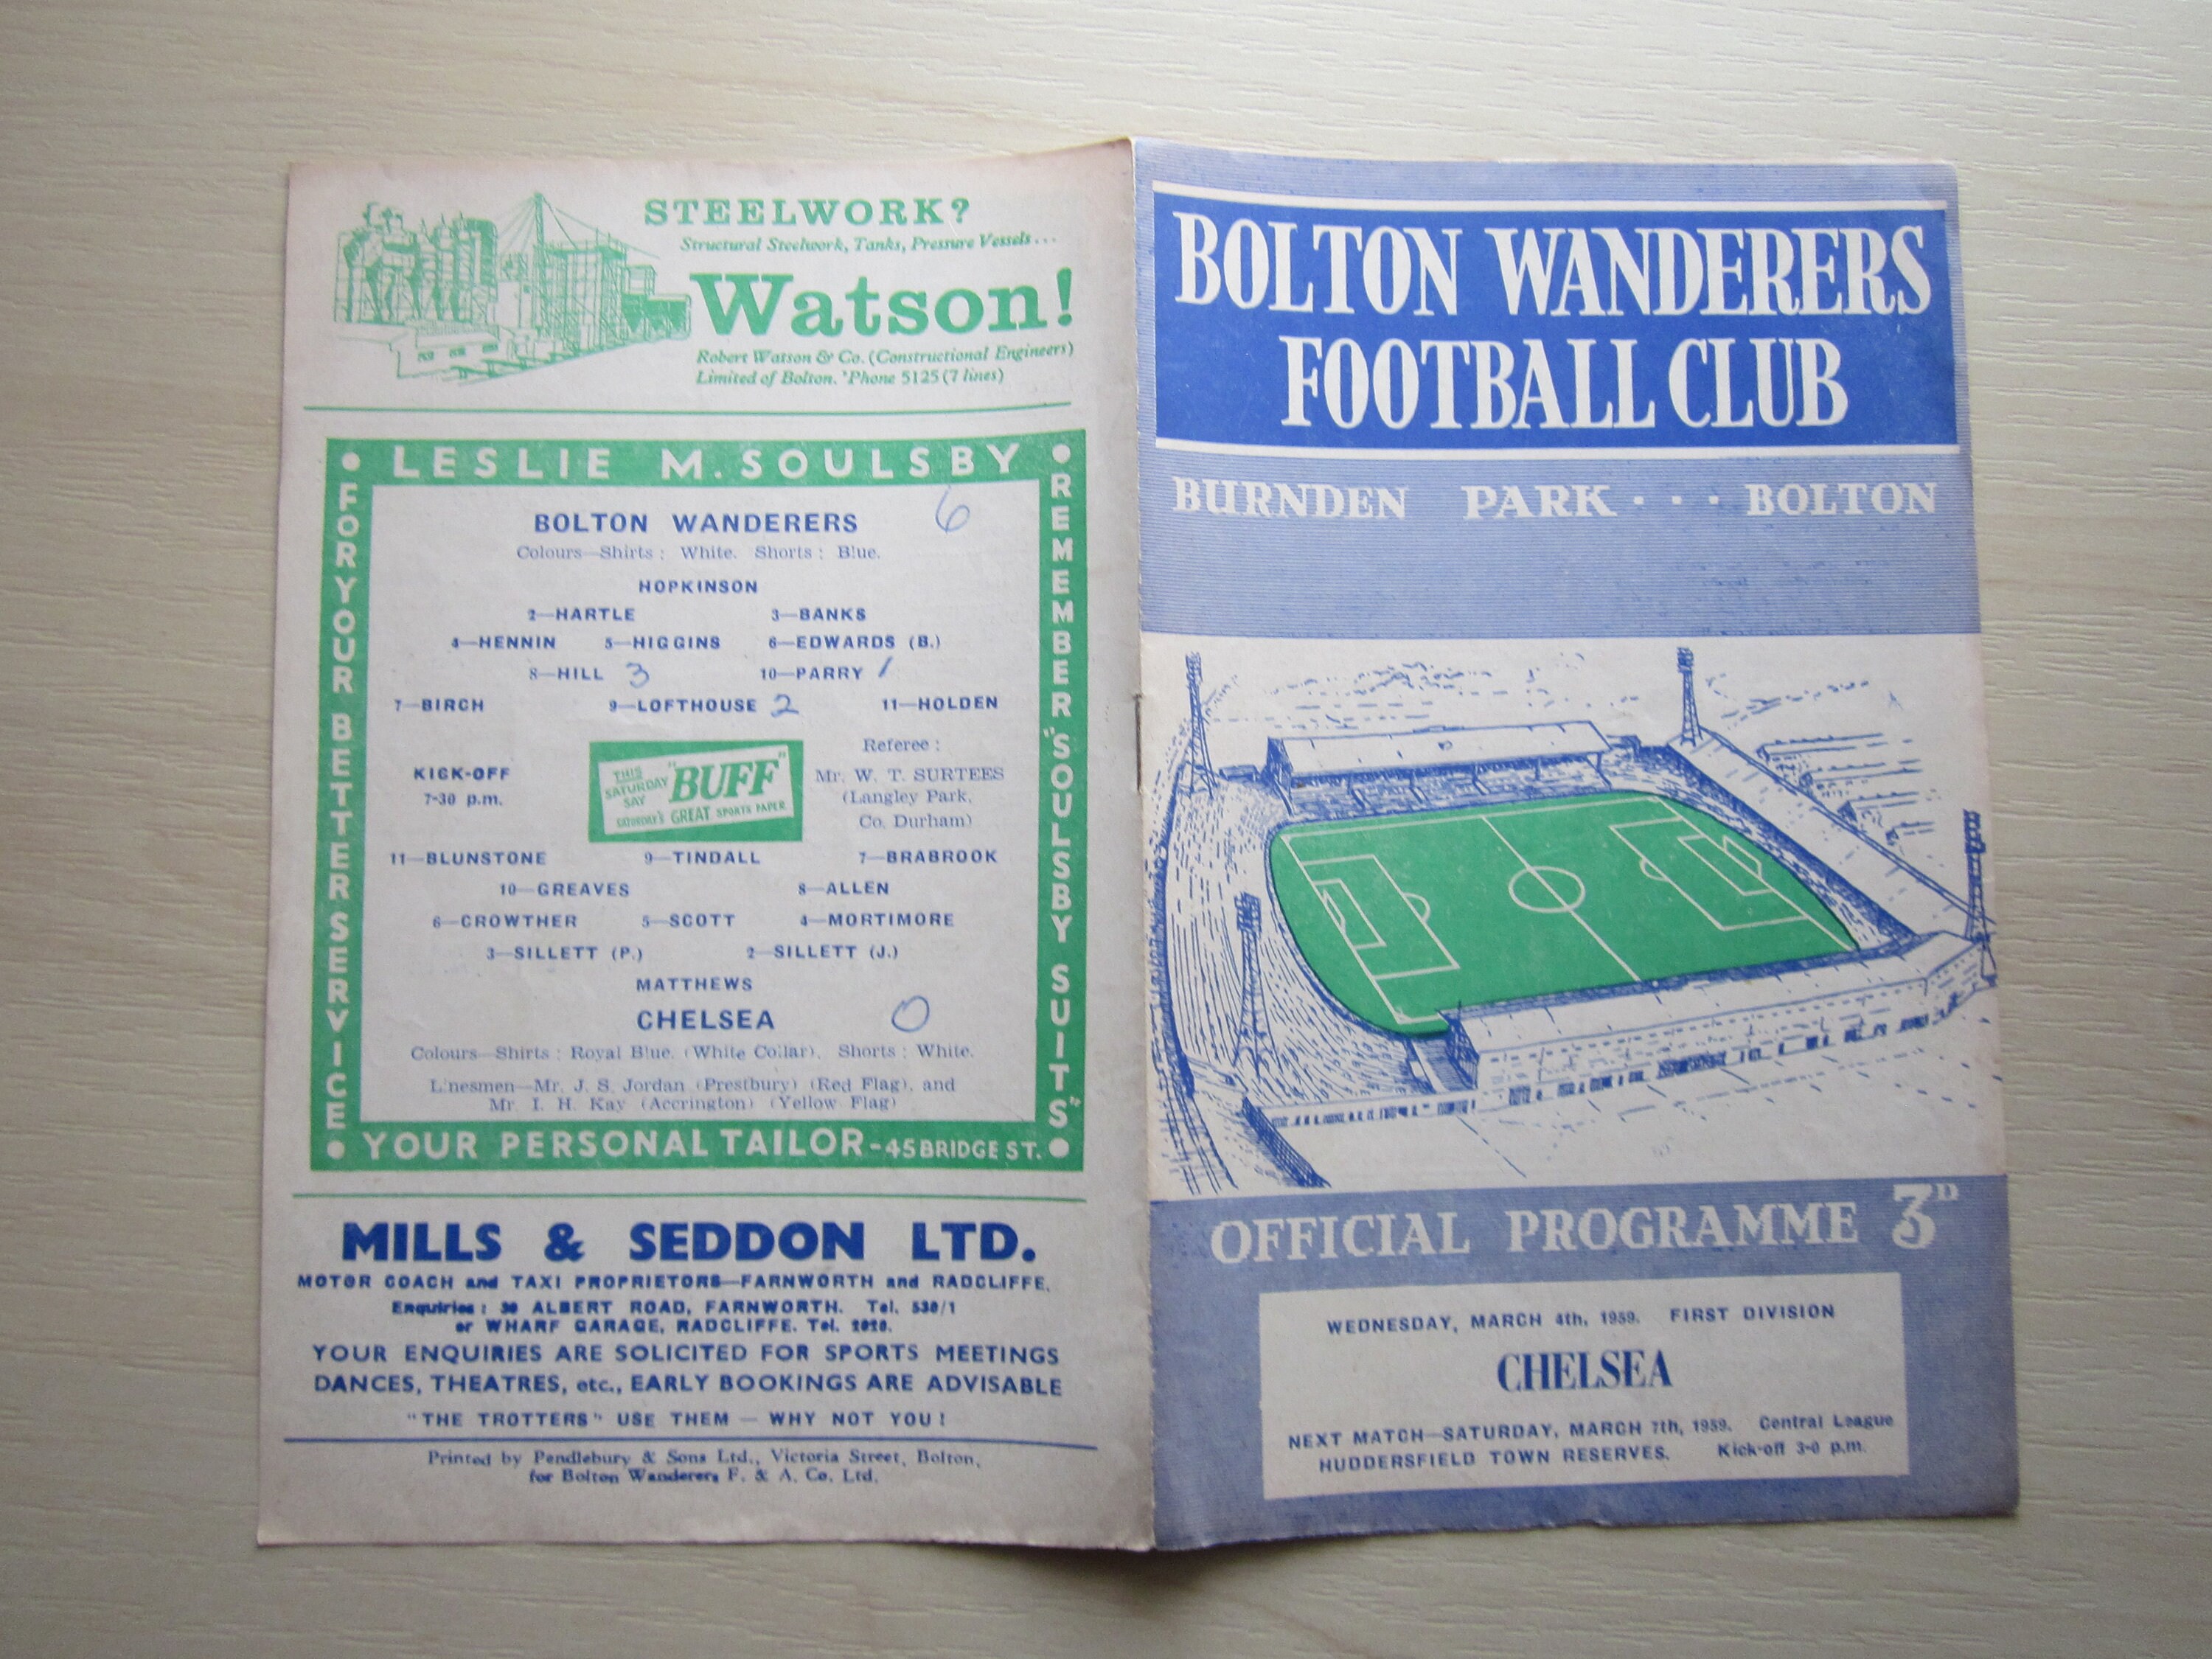 STEELWORK?
Structural Steelwork, Tanks, Pressure Vessels...
Watson!
Robert Watson & Co. (Constructional Engineers)
Limited of Bolton. 'Phone 5125 (7 lines)
LESLIE M. SOULSBY
FOR YOUR BETTER SERVICE
REMEMBER "SOULSBY SUITS"
BOLTON WANDERERS 6
Colours—Shirts: White. Shorts: Blue.
HOPKINSON
2—HARTLE 3—BANKS
4—HENNIN 5—HIGGINS 6—EDWARDS (B.)
8—HILL 3 10—PARRY 1
7—BIRCH 9—LOFTHOUSE 2 11—HOLDEN
KICK-OFF
7-30 p.m.
THIS SATURDAY SAY "BUFF"
SATURDAY'S GREAT SPORTS PAPER
Referee:
Mr. W. T. SURTEES
(Langley Park,
Co. Durham)
11—BLUNSTONE 9—TINDALL 7—BRABROOK
10—GREAVES 8—ALLEN
6—CROWTHER 5—SCOTT 4—MORTIMORE
3—SILLETT (P.) 2—SILLETT (J.)
MATTHEWS
CHELSEA 0
Colours—Shirts: Royal Blue. (White Collar). Shorts: White.
Linesmen—Mr. J. S. Jordan (Prestbury) (Red Flag), and
Mr. I. H. Kay (Accrington) (Yellow Flag)
YOUR PERSONAL TAILOR - 45 BRIDGE ST.
MILLS & SEDDON LTD.
MOTOR COACH and TAXI PROPRIETORS—FARNWORTH and RADCLIFFE.
Enquiries: 30 ALBERT ROAD, FARNWORTH. Tel. 530/1
or WHARF GARAGE, RADCLIFFE. Tel. 2020.
YOUR ENQUIRIES ARE SOLICITED FOR SPORTS MEETINGS
DANCES, THEATRES, etc., EARLY BOOKINGS ARE ADVISABLE
"THE TROTTERS" USE THEM — WHY NOT YOU!
Printed by Pendlebury & Sons Ltd., Victoria Street, Bolton,
for Bolton Wanderers F. & A. Co. Ltd.
BOLTON WANDERERS
FOOTBALL CLUB
BURNDEN PARK . . . BOLTON
OFFICIAL PROGRAMME 3D
WEDNESDAY, MARCH 4th, 1959. FIRST DIVISION
CHELSEA
NEXT MATCH—SATURDAY, MARCH 7th, 1959. Central League
HUDDERSFIELD TOWN RESERVES. Kick-off 3-0 p.m.